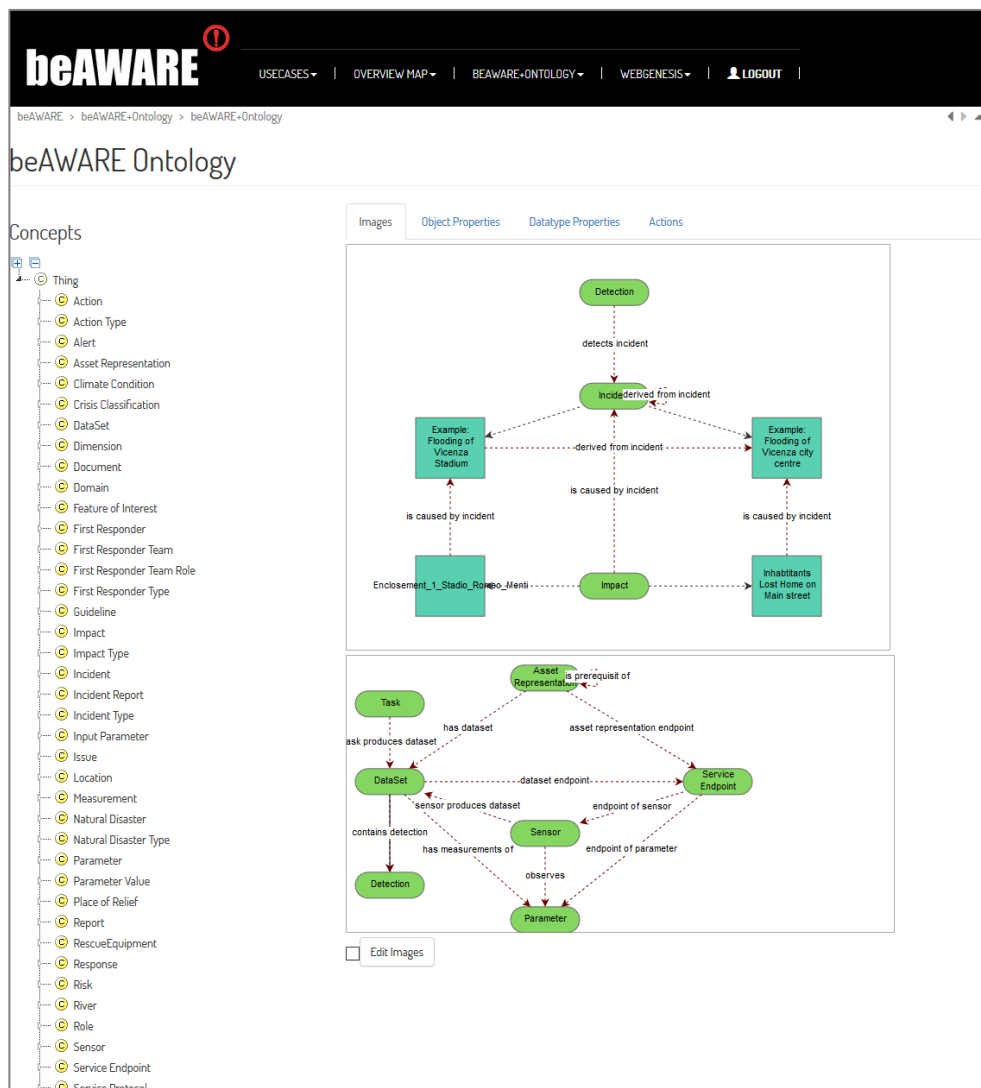 beAWARE
USECASES
OVERVIEW MAP
BEAWARE+ONTOLOGY
WEBGENESIS
LOGOUT
beAWARE > beAWARE+Ontology > beAWARE+Ontology
beAWARE Ontology
Concepts
Thing
Action
Action Type
Alert
Asset Representation
Climate Condition
Crisis Classification
DataSet
Dimension
Document
Domain
Feature of Interest
First Responder
First Responder Team
First Responder Team Role
First Responder Type
Guideline
Impact
Impact Type
Incident
Incident Report
Incident Type
Input Parameter
Issue
Location
Measurement
Natural Disaster
Natural Disaster Type
Parameter
Parameter Value
Place of Relief
Report
RescueEquipment
Response
Risk
River
Role
Sensor
Service Endpoint
Service Protocol
Images
Object Properties
Datatype Properties
Actions
Detection
detects incident
Incide
derived from incident
Example:
Flooding of
Vicenza
Stadium
derived from incident
Example:
Flooding of
Vicenza city
centre
is caused by incident
is caused by incident
is caused by incident
Enclosement_1_Stadio_Romeo_Menti
Impact
Inhabtitants
Lost Home on
Main street
Asset
Representation
is prerequisit of
Task
has dataset
asset representation endpoint
ask produces dataset
DataSet
dataset endpoint
Service
Endpoint
sensor produces dataset
endpoint of sensor
contains detection
Sensor
has measurements of
endpoint of parameter
observes
Detection
Parameter
Edit Images